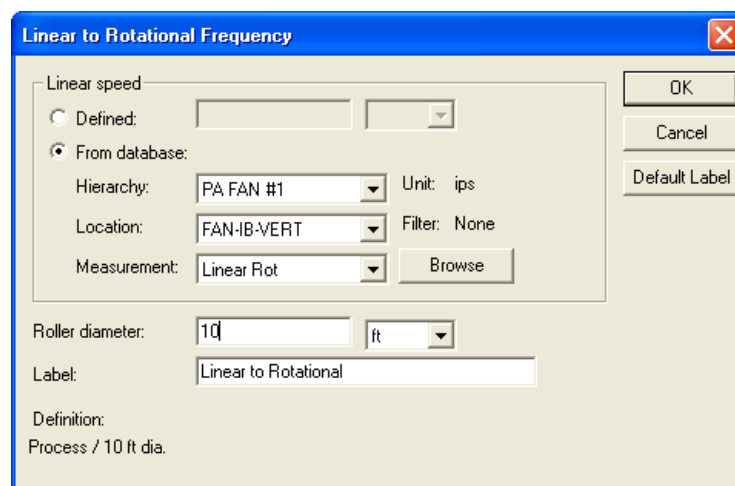 Linear to Rotational Frequency
Linear speed
Defined:
From database:
Hierarchy: PA FAN #1 Unit: ips
Location: FAN-IB-VERT Filter: None
Measurement: Linear Rot Browse
Roller diameter: 10 ft
Label: Linear to Rotational
Definition:
Process / 10 ft dia.
OK
Cancel
Default Label